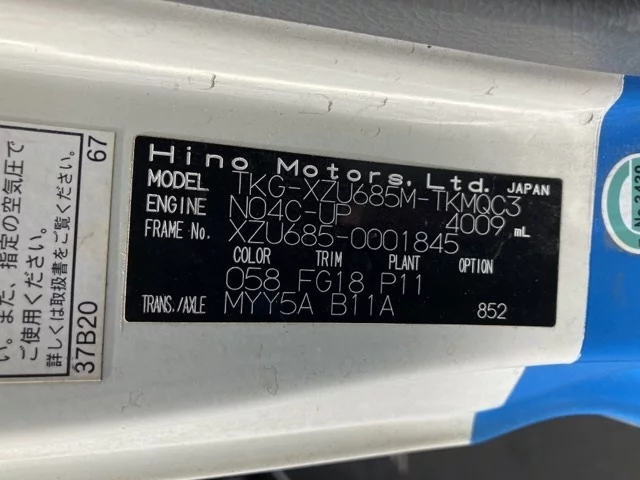 Hino Motors, Ltd. JAPAN
MODEL TKG-XZU685M-TKMQC3
ENGINE N04C-UP 4009 mL
FRAME No. XZU685-0001845
COLOR TRIM PLANT OPTION
058 FG18 P11
TRANS./AXLE MYY5A B11A 852
い。また、指定の空気圧で
ご使用ください。
詳しくは取扱書をご覧ください。
37B20 67